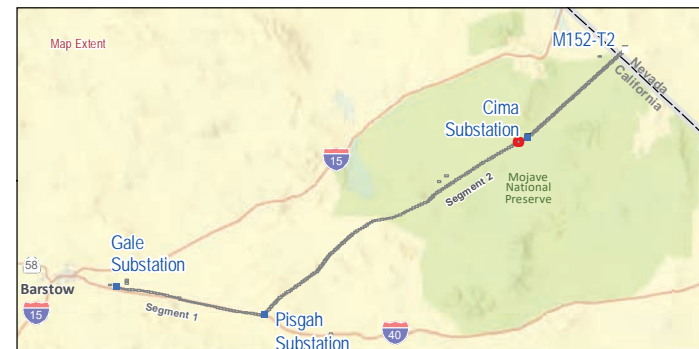 Map Extent
M152-T2
Nevada
California
Cima
Substation
15
Mojave
National
Preserve
Segment 2
Gale
Substation
58
Barstow
Segment 1
15
Pisgah
Substation
40